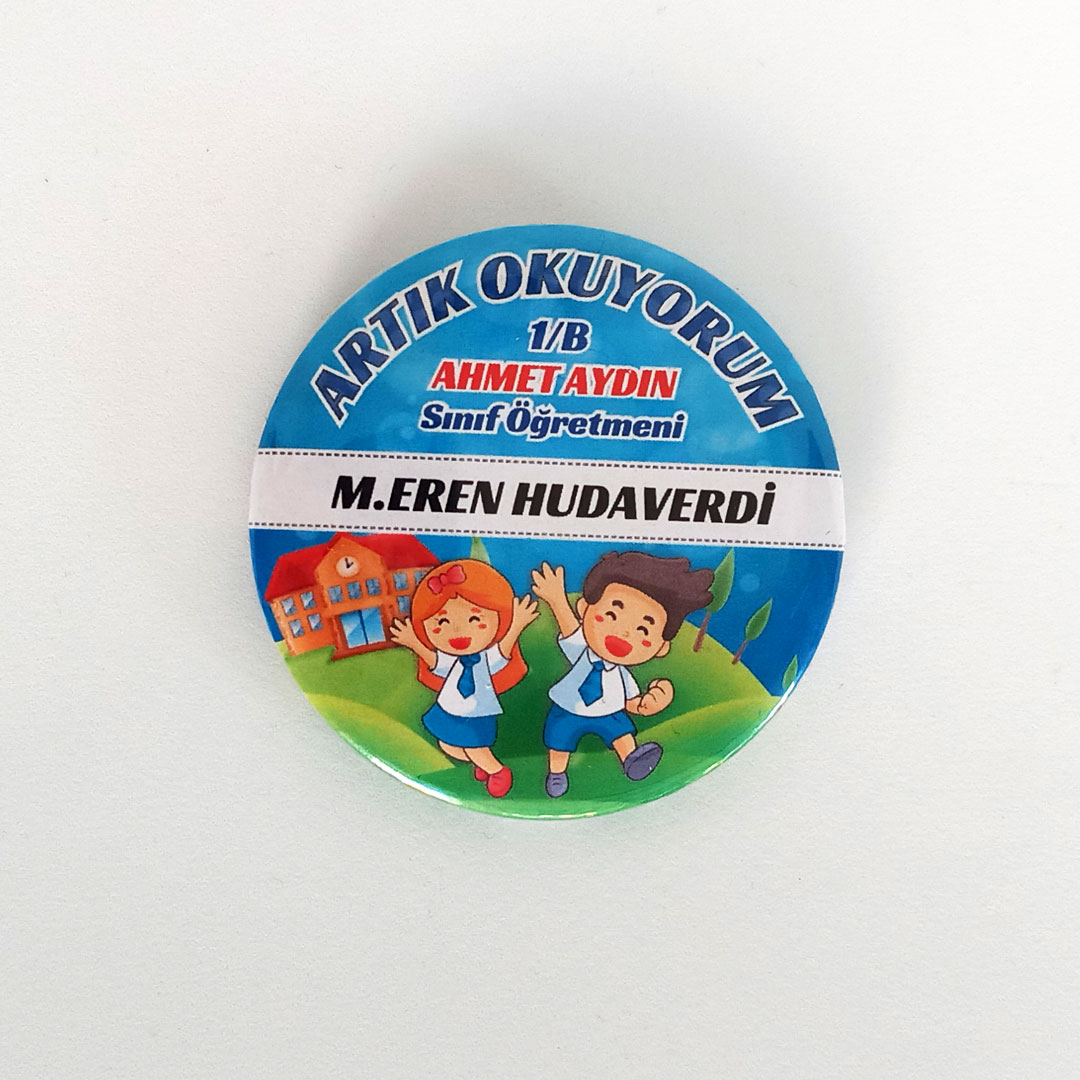 ARTIK OKUYORUM
1/B
AHMET AYDIN
Sınıf Öğretmeni
M.EREN HUDAVERDİ